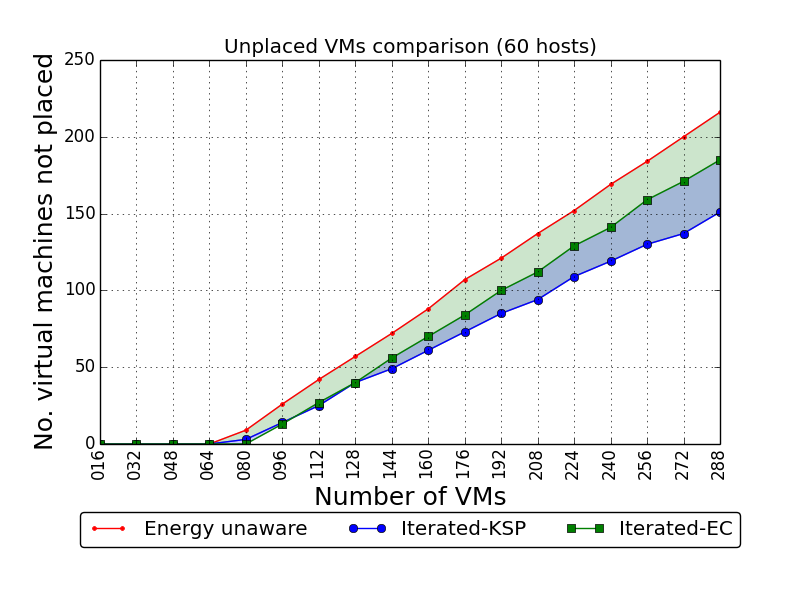 Unplaced VMs comparison (60 hosts)
No. virtual machines not placed
250
200
150
100
50
0
016 032 048 064 080 096 112 128 144 160 176 192 208 224 240 256 272 288
Number of VMs
Energy unaware Iterated-KSP Iterated-EC